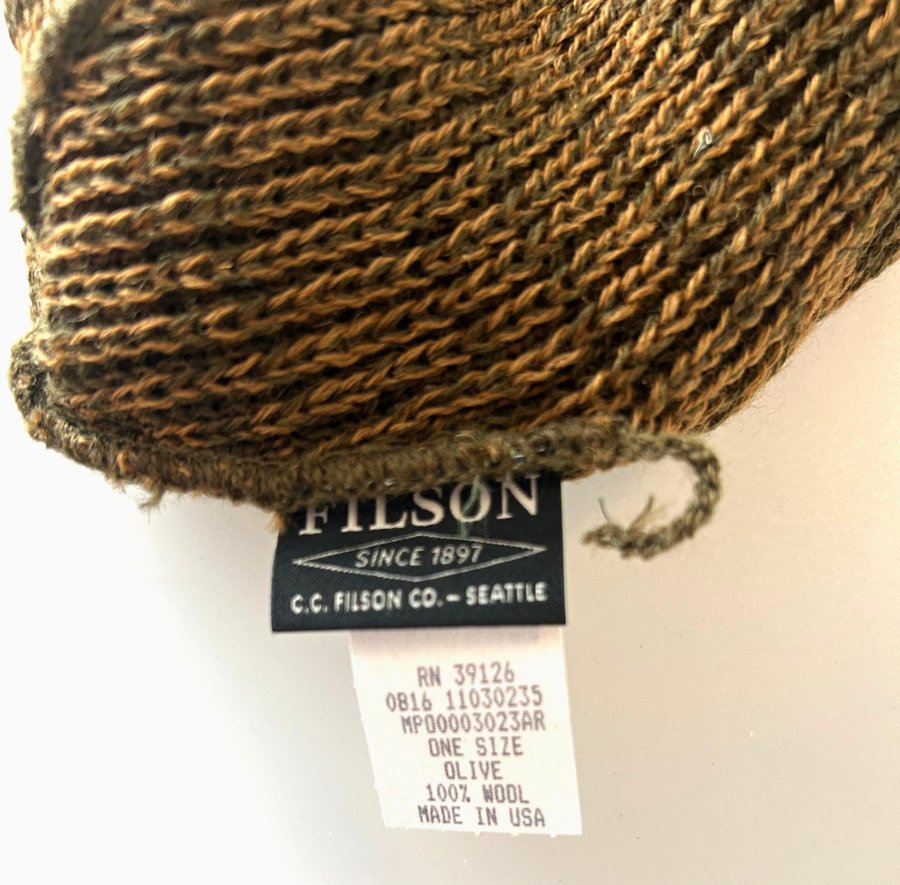 FILSON
SINCE 1897
C.C. FILSON CO. – SEATTLE
RN 39126
0816 11030235
MP00003023AR
ONE SIZE
OLIVE
100% WOOL
MADE IN USA